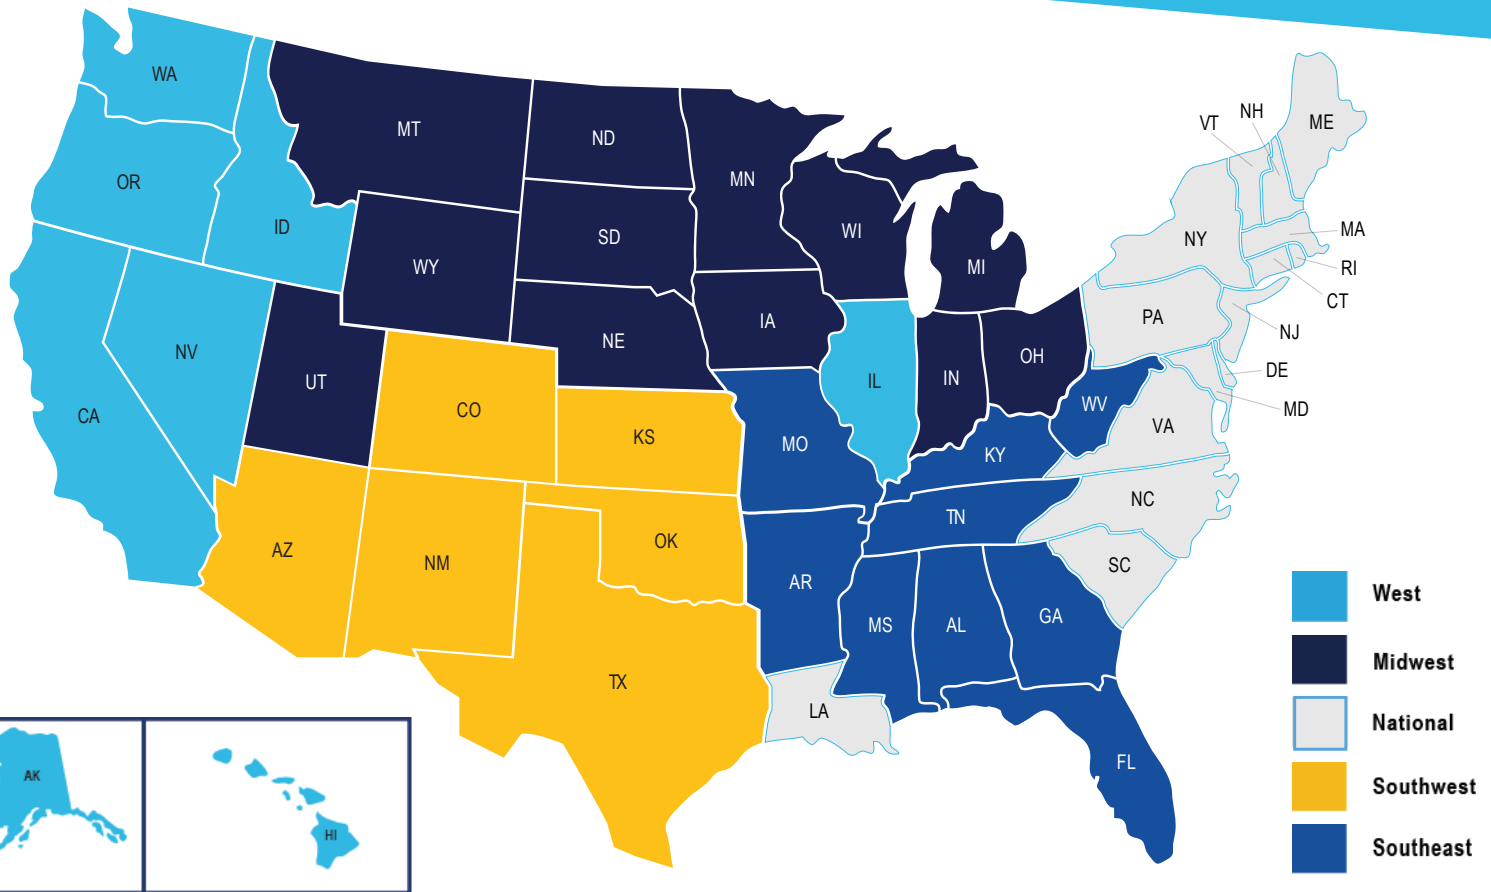 WA
MT
ND
MN
VT
NH
ME
OR
ID
WY
SD
WI
MI
NY
MA
RI
CT
NV
UT
NE
IA
PA
NJ
CA
CO
KS
IL
IN
OH
DE
MD
MO
KY
WV
VA
AZ
NM
OK
AR
TN
NC
SC
MS
AL
GA
TX
LA
FL
AK
HI
West
Midwest
National
Southwest
Southeast